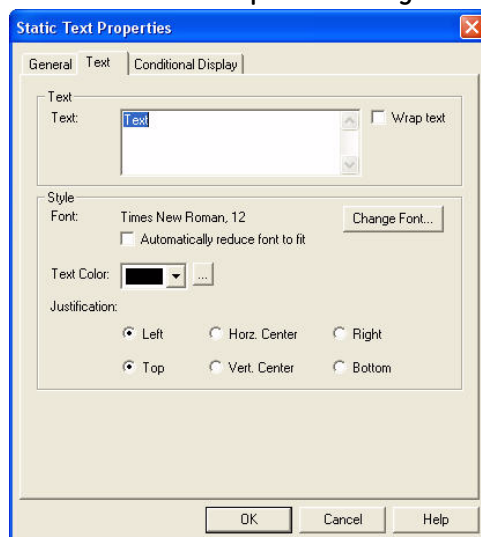 Static Text Properties
General Text Conditional Display
Text
Text: Text Wrap text
Style
Font: Times New Roman, 12 Change Font...
Automatically reduce font to fit
Text Color: ...
Justification:
Left Horz. Center Right
Top Vert. Center Bottom
OK Cancel Help